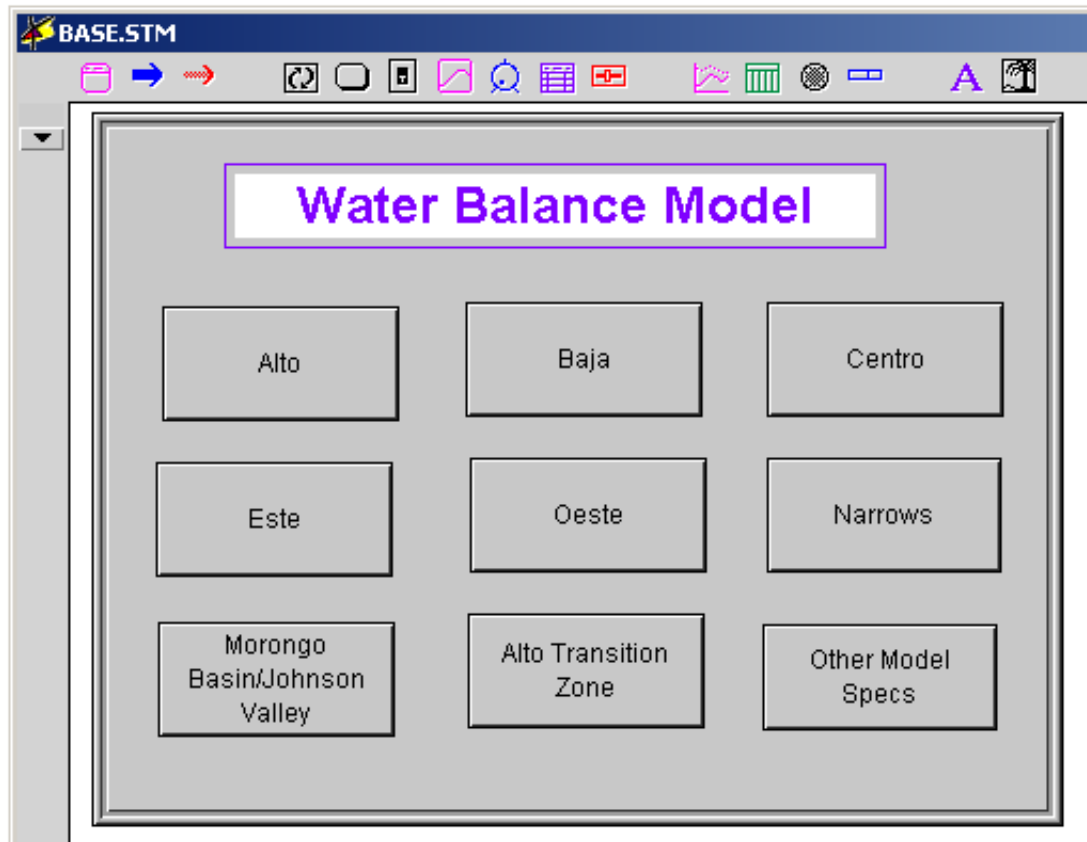 BASE.STM
A
Water Balance Model
Alto
Baja
Centro
Este
Oeste
Narrows
Morongo
Basin/Johnson
Valley
Alto Transition
Zone
Other Model
Specs